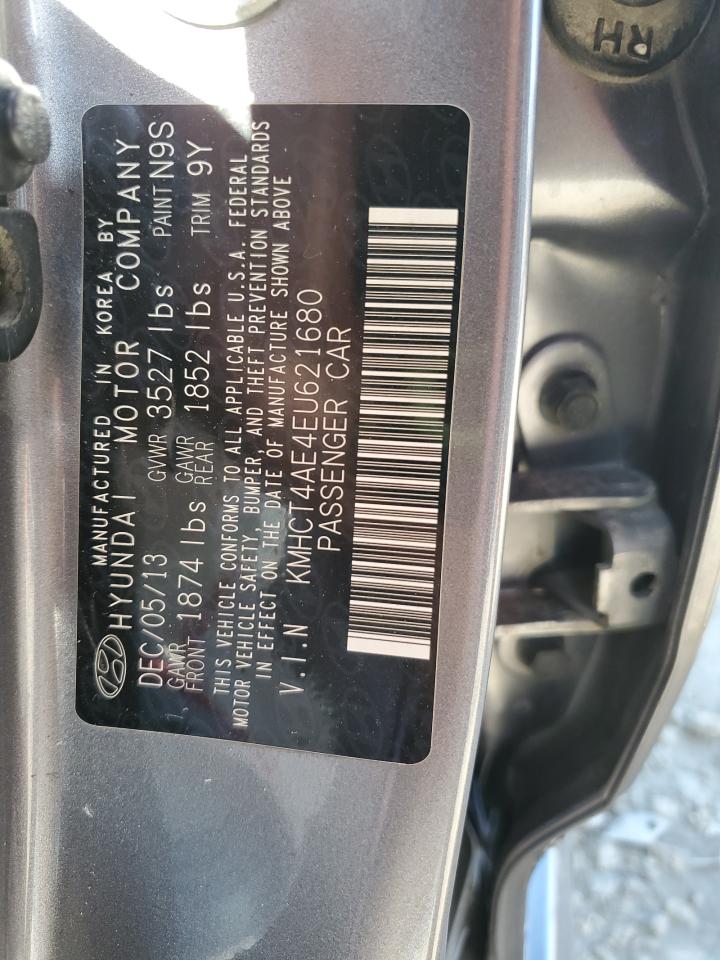 MANUFACTURED IN KOREA BY
HYUNDAI MOTOR COMPANY
DEC/05/13 GVWR 3527 lbs PAINT N9S
GAWR FRONT 1874 lbs GAWR REAR 1852 lbs TRIM 9Y
THIS VEHICLE CONFORMS TO ALL APPLICABLE U.S.A. FEDERAL
MOTOR VEHICLE SAFETY, BUMPER, AND THEFT PREVENTION STANDARDS
IN EFFECT ON THE DATE OF MANUFACTURE SHOWN ABOVE
V.I.N KMHCT4AE4EU621680
PASSENGER CAR
RH